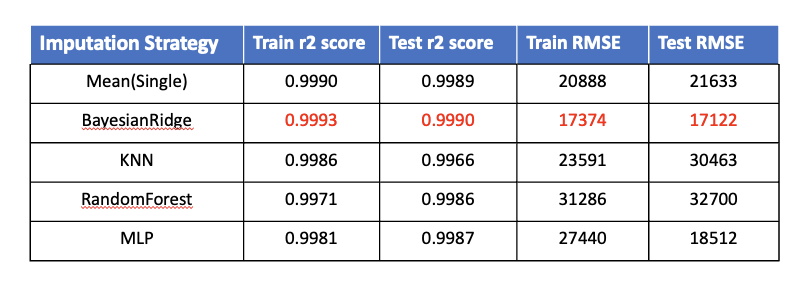 Imputation Strategy Train r2 score Test r2 score Train RMSE Test RMSE
Mean(Single) 0.9990 0.9989 20888 21633
BayesianRidge 0.9993 0.9990 17374 17122
KNN 0.9986 0.9966 23591 30463
RandomForest 0.9971 0.9986 31286 32700
MLP 0.9981 0.9987 27440 18512